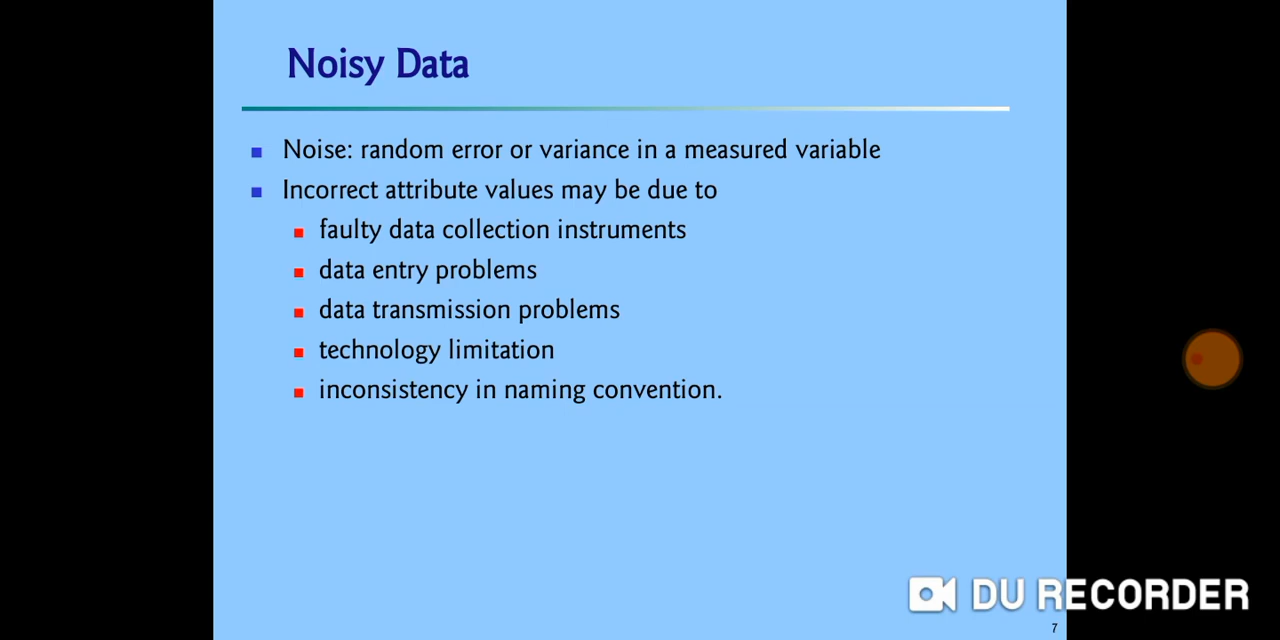 Noisy Data
Noise: random error or variance in a measured variable
Incorrect attribute values may be due to
faulty data collection instruments
data entry problems
data transmission problems
technology limitation
inconsistency in naming convention.
DU RECORDER
7